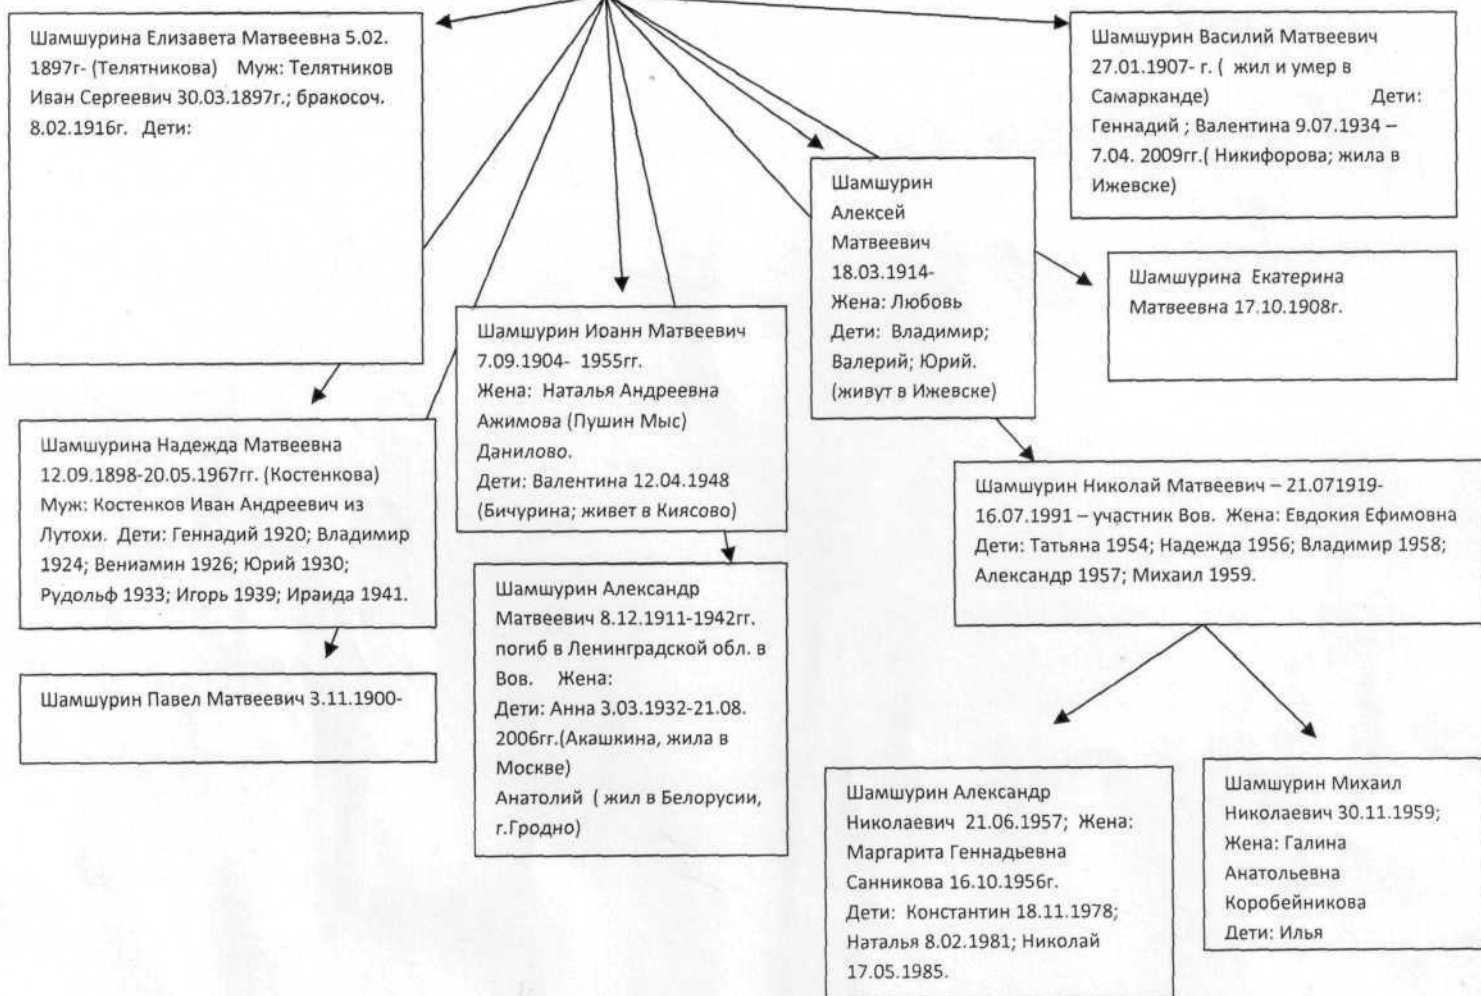 Шамшурина Елизавета Матвеевна 5.02.
1897г- (Телятникова) Муж: Телятников
Иван Сергеевич 30.03.1897г.; бракосоч.
8.02.1916г. Дети:
Шамшурин Василий Матвеевич
27.01.1907- г. ( жил и умер в
Самарканде) Дети:
Геннадий ; Валентина 9.07.1934 –
7.04. 2009гг.( Никифорова; жила в
Ижевске)
Шамшурин
Алексей
Матвеевич
18.03.1914-
Жена: Любовь
Дети: Владимир;
Валерий; Юрий.
(живут в Ижевске)
Шамшурина Екатерина
Матвеевна 17.10.1908г.
Шамшурин Иоанн Матвеевич
7.09.1904- 1955гг.
Жена: Наталья Андреевна
Ажимова (Пушин Мыс)
Данилово.
Дети: Валентина 12.04.1948
(Бичурина; живет в Киясово)
Шамшурина Надежда Матвеевна
12.09.1898-20.05.1967гг. (Костенкова)
Муж: Костенков Иван Андреевич из
Лутохи. Дети: Геннадий 1920; Владимир
1924; Вениамин 1926; Юрий 1930;
Рудольф 1933; Игорь 1939; Ираида 1941.
Шамшурин Николай Матвеевич – 21.071919-
16.07.1991 – участник Вов. Жена: Евдокия Ефимовна
Дети: Татьяна 1954; Надежда 1956; Владимир 1958;
Александр 1957; Михаил 1959.
Шамшурин Александр
Матвеевич 8.12.1911-1942гг.
погиб в Ленинградской обл. в
Вов. Жена:
Дети: Анна 3.03.1932-21.08.
2006гг.(Акашкина, жила в
Москве)
Анатолий ( жил в Белорусии,
г.Гродно)
Шамшурин Павел Матвеевич 3.11.1900-
Шамшурин Александр
Николаевич 21.06.1957; Жена:
Маргарита Геннадьевна
Санникова 16.10.1956г.
Дети: Константин 18.11.1978;
Наталья 8.02.1981; Николай
17.05.1985.
Шамшурин Михаил
Николаевич 30.11.1959;
Жена: Галина
Анатольевна
Коробейникова
Дети: Илья